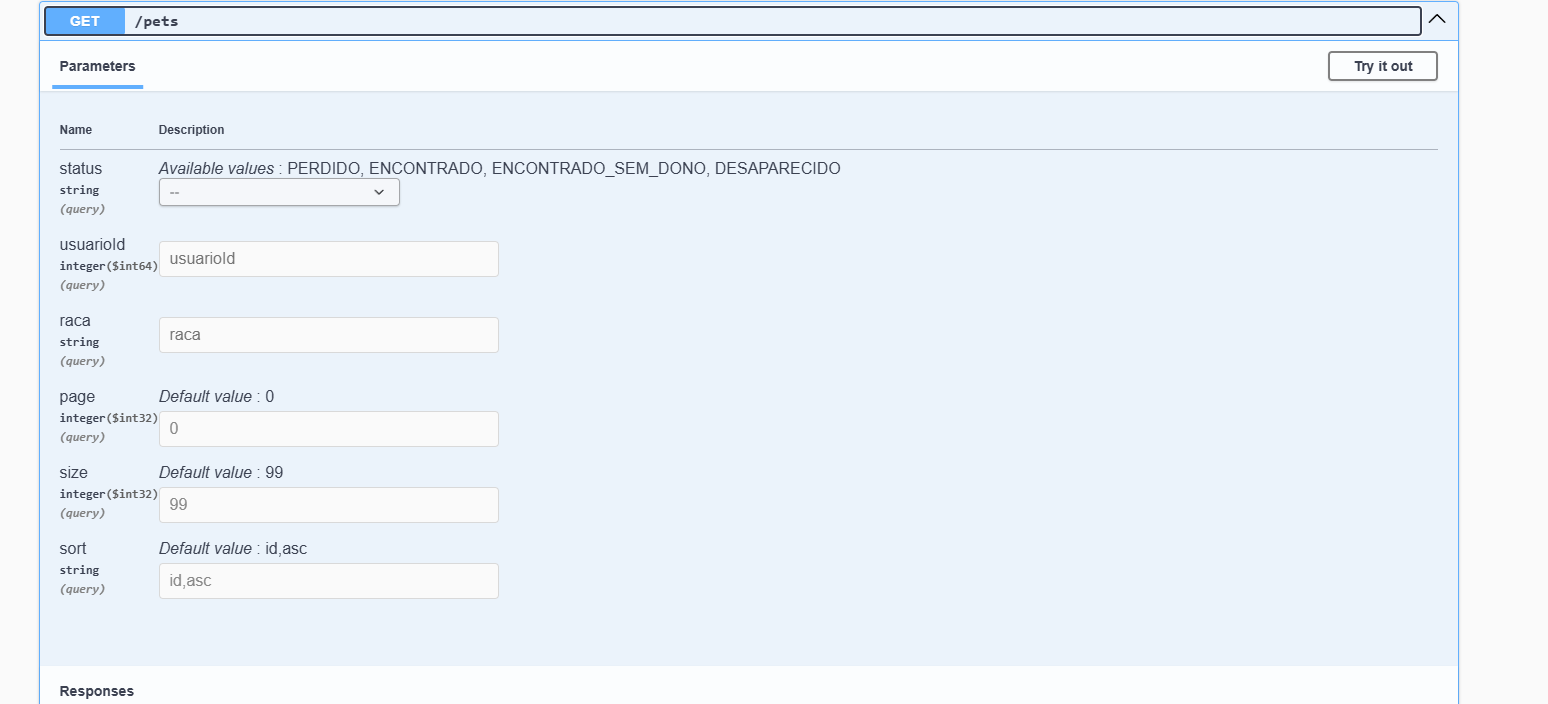 GET /pets
Parameters
Try it out
Name Description
status Available values : PERDIDO, ENCONTRADO, ENCONTRADO_SEM_DONO, DESAPARECIDO
string --
(query)
usuarioId
integer($int64) usuarioId
(query)
raca
string raca
(query)
page Default value : 0
integer($int32) 0
(query)
size Default value : 99
integer($int32) 99
(query)
sort Default value : id,asc
string id,asc
(query)
Responses